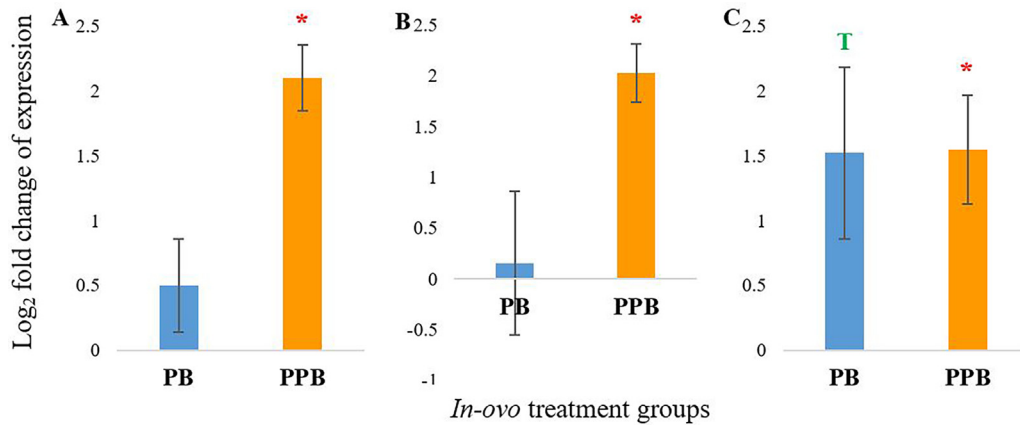 A
Log₂ fold change of expression
2.5
2
1.5
1
0.5
0
*
PB
PPB
B
2.5
2
1.5
1
0.5
0
-0.5
-1
*
PB
PPB
C
2.5
2
1.5
1
0.5
0
T
*
PB
PPB
In-ovo treatment groups